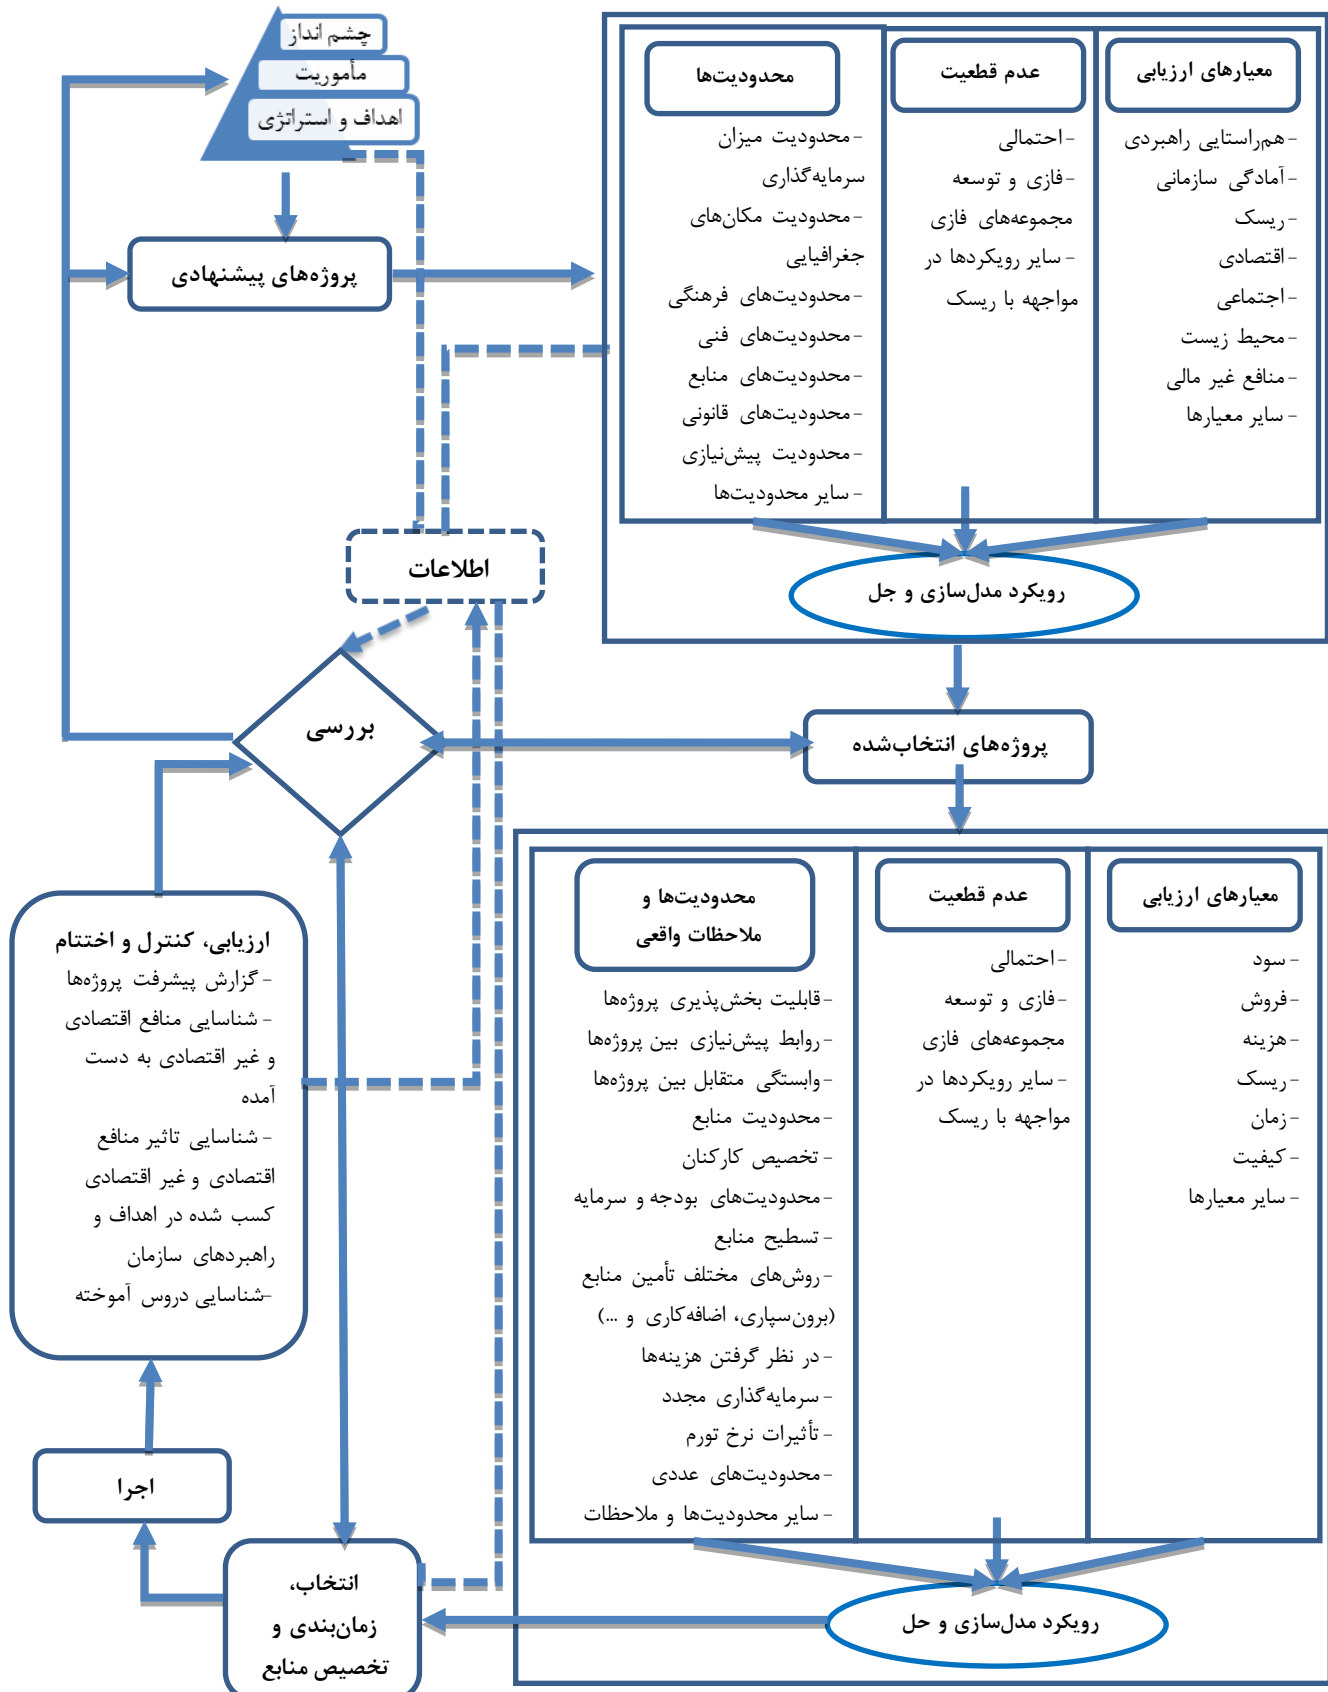 چشم انداز
مأموریت
اهداف و استراتژی
پروژه‌های پیشنهادی
معیارهای ارزیابی
-هم‌راستایی راهبردی
-آمادگی سازمانی
-ریسک
-اقتصادی
-اجتماعی
-محیط زیست
-منافع غیر مالی
-سایر معیارها
عدم قطعیت
-احتمالی
-فازی و توسعه
مجموعه‌های فازی
-سایر رویکردها در
مواجهه با ریسک
محدودیت‌ها
-محدودیت میزان
سرمایه‌گذاری
-محدودیت مکان‌های
جغرافیایی
-محدودیت‌های فرهنگی
-محدودیت‌های فنی
-محدودیت‌های منابع
-محدودیت‌های قانونی
-محدودیت پیش‌نیازی
-سایر محدودیت‌ها
رویکرد مدل‌سازی و جل
اطلاعات
بررسی
پروژه‌های انتخاب‌شده
معیارهای ارزیابی
-سود
-فروش
-هزینه
-ریسک
-زمان
-کیفیت
-سایر معیارها
عدم قطعیت
-احتمالی
-فازی و توسعه
مجموعه‌های فازی
-سایر رویکردها در
مواجهه با ریسک
محدودیت‌ها و
ملاحظات واقعی
-قابلیت بخش‌پذیری پروژه‌ها
-روابط پیش‌نیازی بین پروژه‌ها
-وابستگی متقابل بین پروژه‌ها
-محدودیت منابع
-تخصیص کارکنان
-محدودیت‌های بودجه و سرمایه
-تسطیح منابع
-روش‌های مختلف تأمین منابع
(برون‌سپاری، اضافه‌کاری و ...)
-در نظر گرفتن هزینه‌ها
-سرمایه‌گذاری مجدد
-تأثیرات نرخ تورم
-محدودیت‌های عددی
-سایر محدودیت‌ها و ملاحظات
رویکرد مدل‌سازی و حل
انتخاب،
زمان‌بندی و
تخصیص منابع
اجرا
ارزیابی، کنترل و اختتام
-گزارش پیشرفت پروژه‌ها
-شناسایی منافع اقتصادی
و غیر اقتصادی به دست
آمده
-شناسایی تاثیر منافع
اقتصادی و غیر اقتصادی
کسب شده در اهداف و
راهبردهای سازمان
-شناسایی دروس آموخته